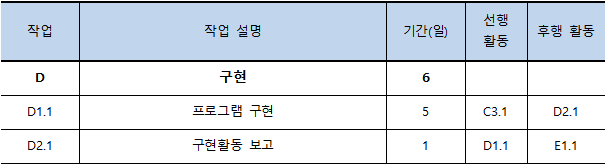 작업 작업 설명 기간(일) 선행 활동 후행 활동
D 구현 6
D1.1 프로그램 구현 5 C3.1 D2.1
D2.1 구현활동 보고 1 D1.1 E1.1